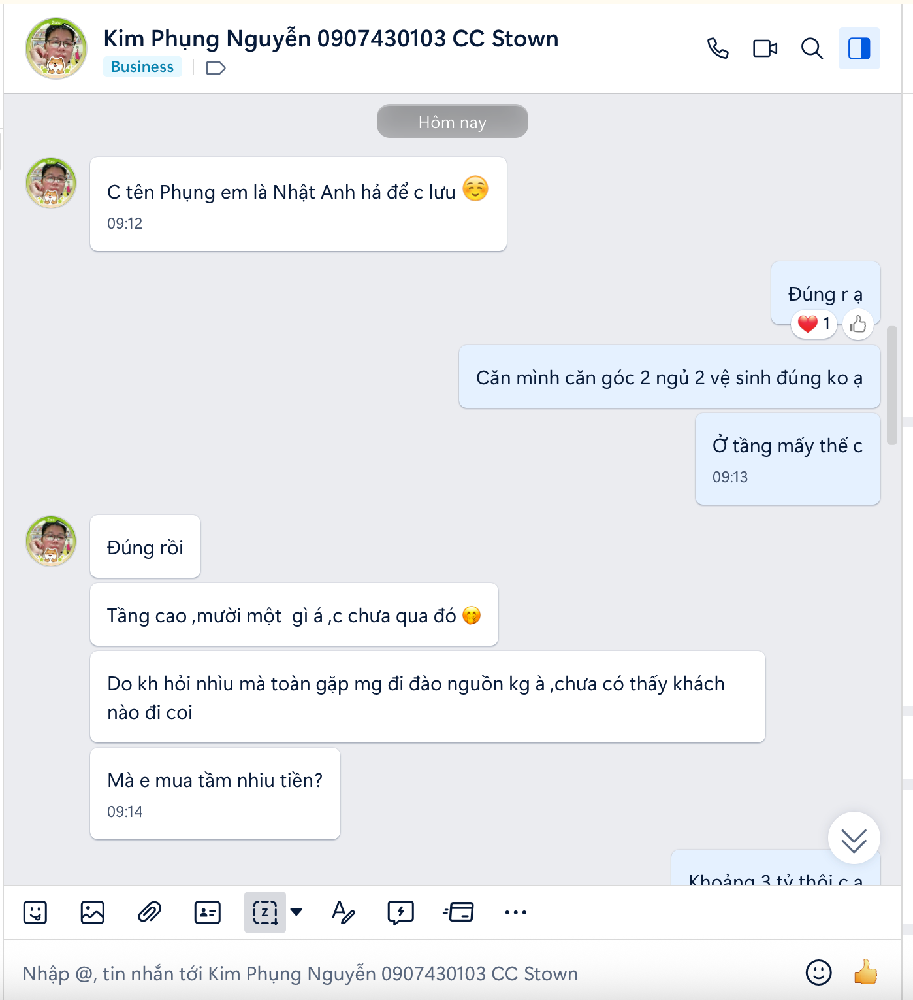 Kim Phụng Nguyễn 0907430103 CC Stown
Business
Hôm nay
C tên Phụng em là Nhật Anh hả để c lưu
09:12
Đúng r ạ
1
Căn mình căn góc 2 ngủ 2 vệ sinh đúng ko ạ
Ở tầng mấy thế c
09:13
Đúng rồi
Tầng cao ,mười một  gì á ,c chưa qua đó
Do kh hỏi nhìu mà toàn gặp mg đi đào nguồn kg à ,chưa có thấy khách
nào đi coi
Mà e mua tầm nhiu tiền?
09:14
Khoảng 3 tỷ thôi c ạ
Nhập @, tin nhắn tới Kim Phụng Nguyễn 0907430103 CC Stown